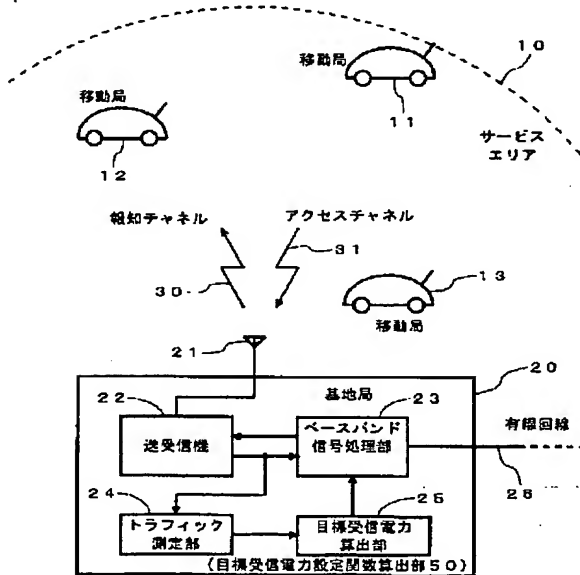 移動局
10
移動局
11
サービス
エリア
12
報知チャネル
アクセスチャネル
31
30
13
移動局
21
20
22
基地局
23
送受信機
ベースバンド
信号処理部
有線回線
26
24
25
トラフィック
測定部
目標受信電力
算出部
(目標受信電力設定関数算出部50)